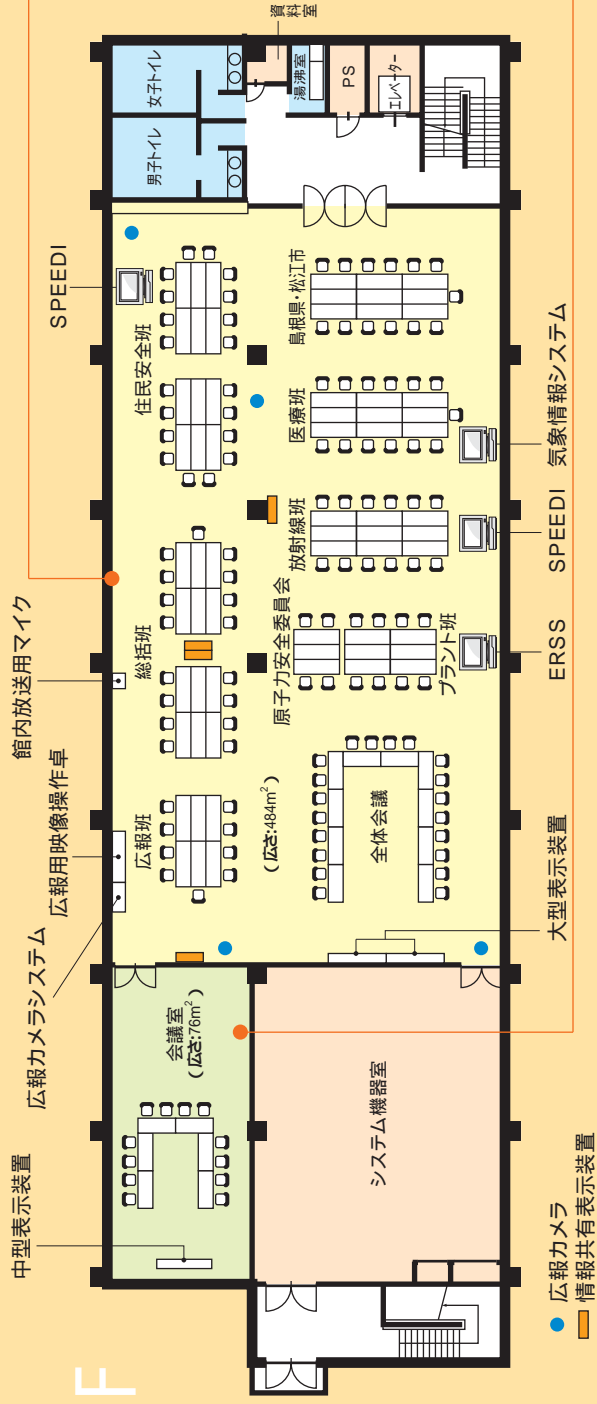 F
中型表示装置
広報カメラシステム
広報用映像操作卓
館内放送用マイク
SPEEDI
資料室
会議室
(広さ:76m²)
広報班
総括班
住民安全班
男子トイレ
女子トイレ
湯沸室
PS
エレベーター
(広さ:484m²)
原子力安全委員会
放射線班
医療班
島根県・松江市
全体会議
プラント班
システム機器室
大型表示装置
ERSS
SPEEDI
気象情報システム
広報カメラ
情報共有表示装置